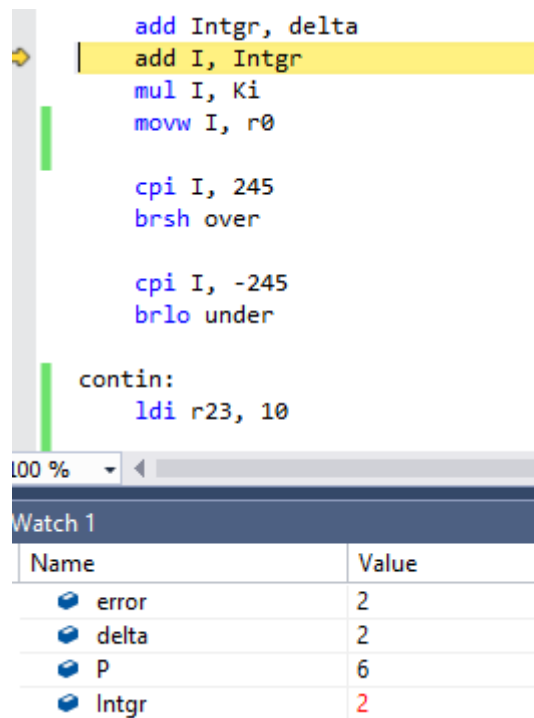 add Intgr, delta
add I, Intgr
mul I, Ki
movw I, r0
cpi I, 245
brsh over
cpi I, -245
brlo under
contin:
ldi r23, 10
100 %
Watch 1
Name Value
error 2
delta 2
P 6
Intgr 2